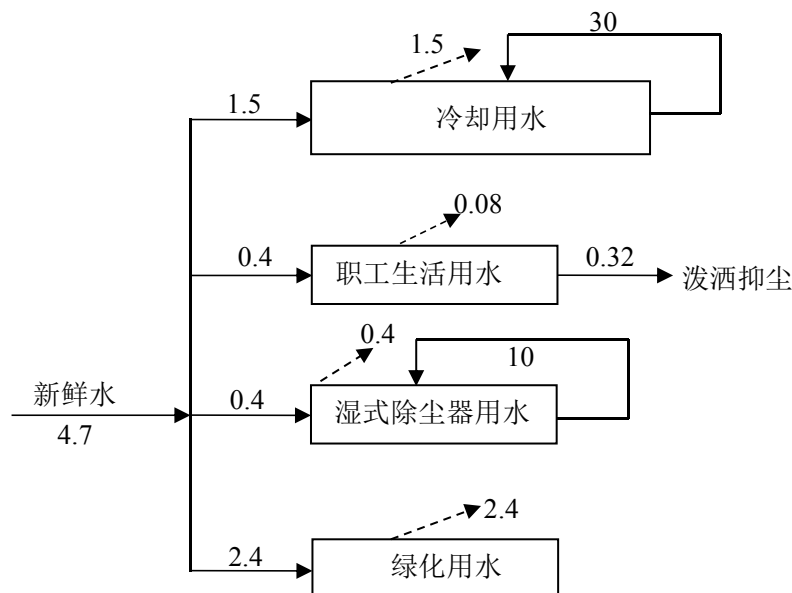 30
1.5
1.5
冷却用水
0.08
0.4
职工生活用水
0.32
泼洒抑尘
0.4
10
新鲜水
0.4
湿式除尘器用水
4.7
2.4
2.4
绿化用水